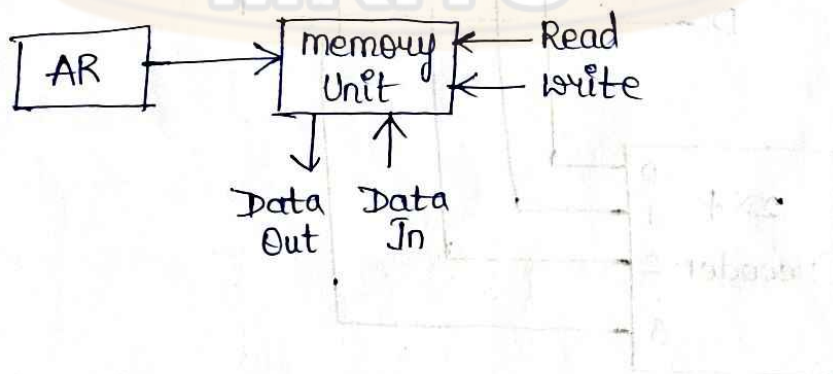 AR
memory
Unit
Read
write
Data
Out
Data
In